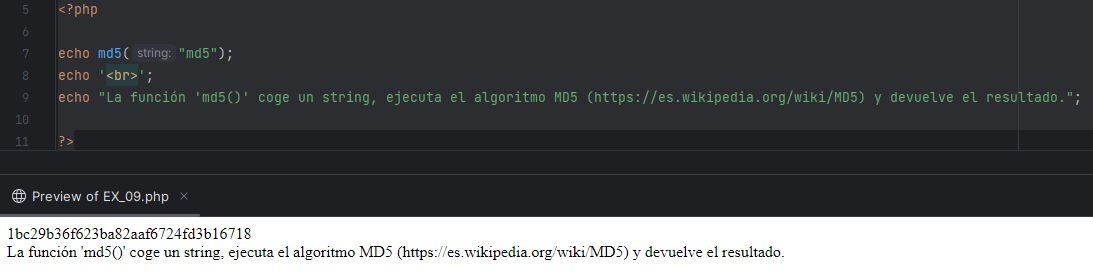 5 <?php
6
7 echo md5( string: "md5");
8 echo '<br>';
9 echo "La función 'md5()' coge un string, ejecuta el algoritmo MD5 (https://es.wikipedia.org/wiki/MD5) y devuelve el resultado.";
10
11 ?>
Preview of EX_09.php ×
1bc29b36f623ba82aaf6724fd3b16718
La función 'md5()' coge un string, ejecuta el algoritmo MD5 (https://es.wikipedia.org/wiki/MD5) y devuelve el resultado.